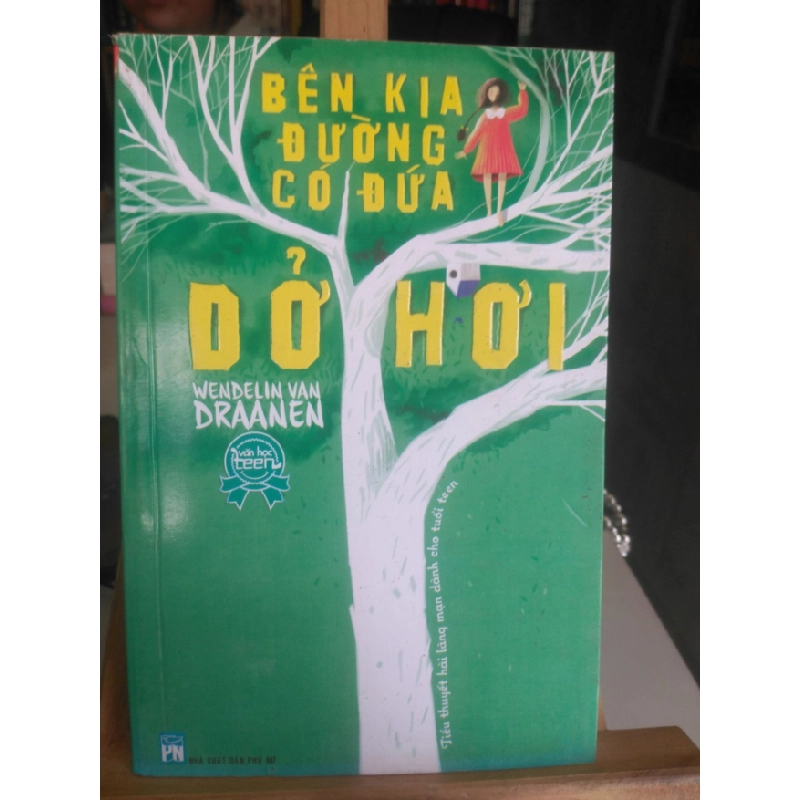 BÊN KIA
ĐƯỜNG
CÓ ĐỨA
DỞ HƠI
WENDELIN VAN
DRAANEN
văn học
teen
Tiểu thuyết hài lãng mạn dành cho tuổi teen
PN
NHÀ XUẤT BẢN PHỤ NỮ